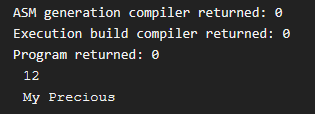 ASM generation compiler returned: 0
Execution build compiler returned: 0
Program returned: 0
12
My Precious